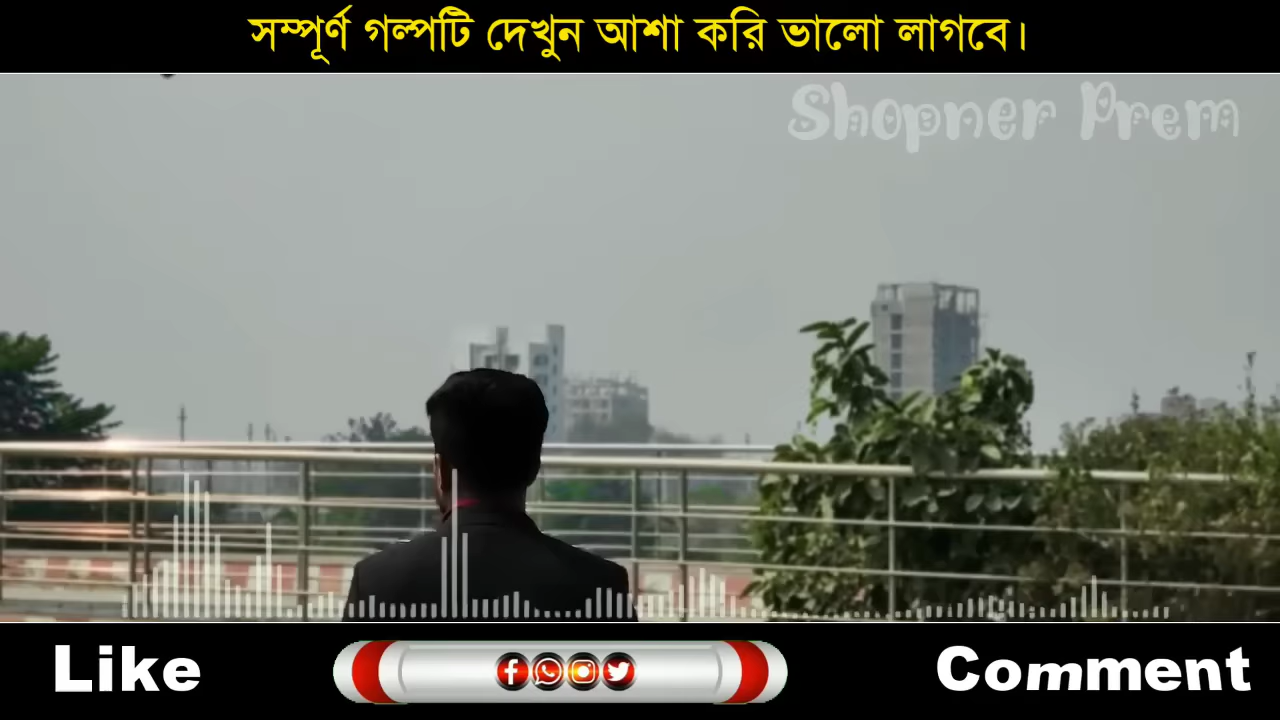 সম্পূর্ণ গল্পটি দেখুন আশা করি ভালো লাগবে।
Shopner Prem
Like
Comment